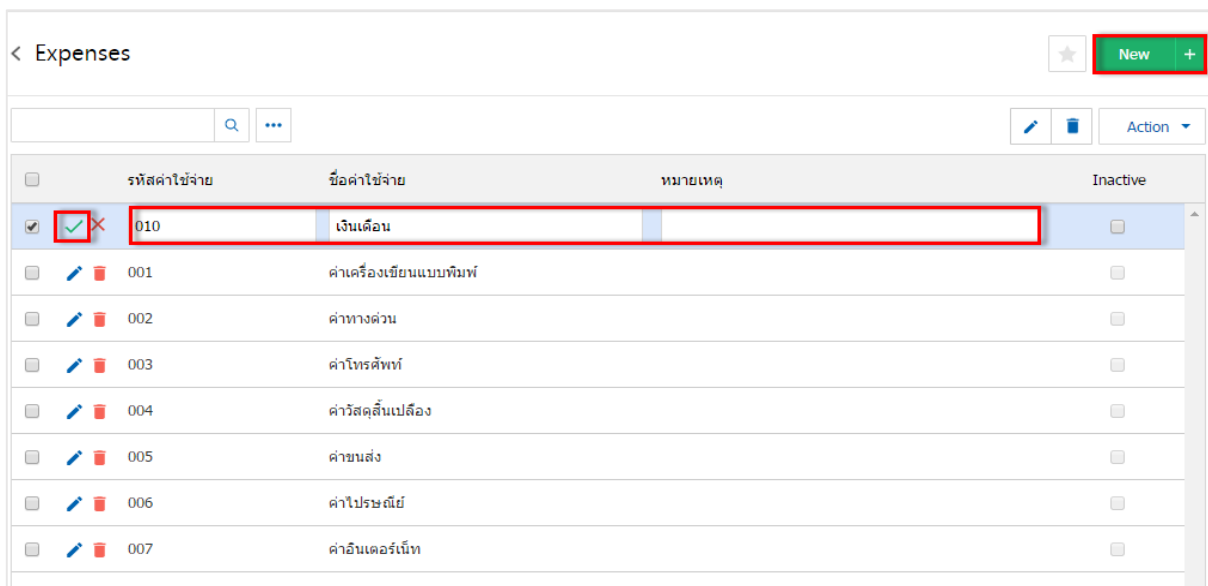 Expenses
New +
Action
รหัสค่าใช้จ่าย ชื่อค่าใช้จ่าย หมายเหตุ Inactive
010 เงินเดือน
001 ค่าเครื่องเขียนแบบพิมพ์
002 ค่าทางด่วน
003 ค่าโทรศัพท์
004 ค่าวัสดุสิ้นเปลือง
005 ค่าขนส่ง
006 ค่าไปรษณีย์
007 ค่าอินเตอร์เน็ท